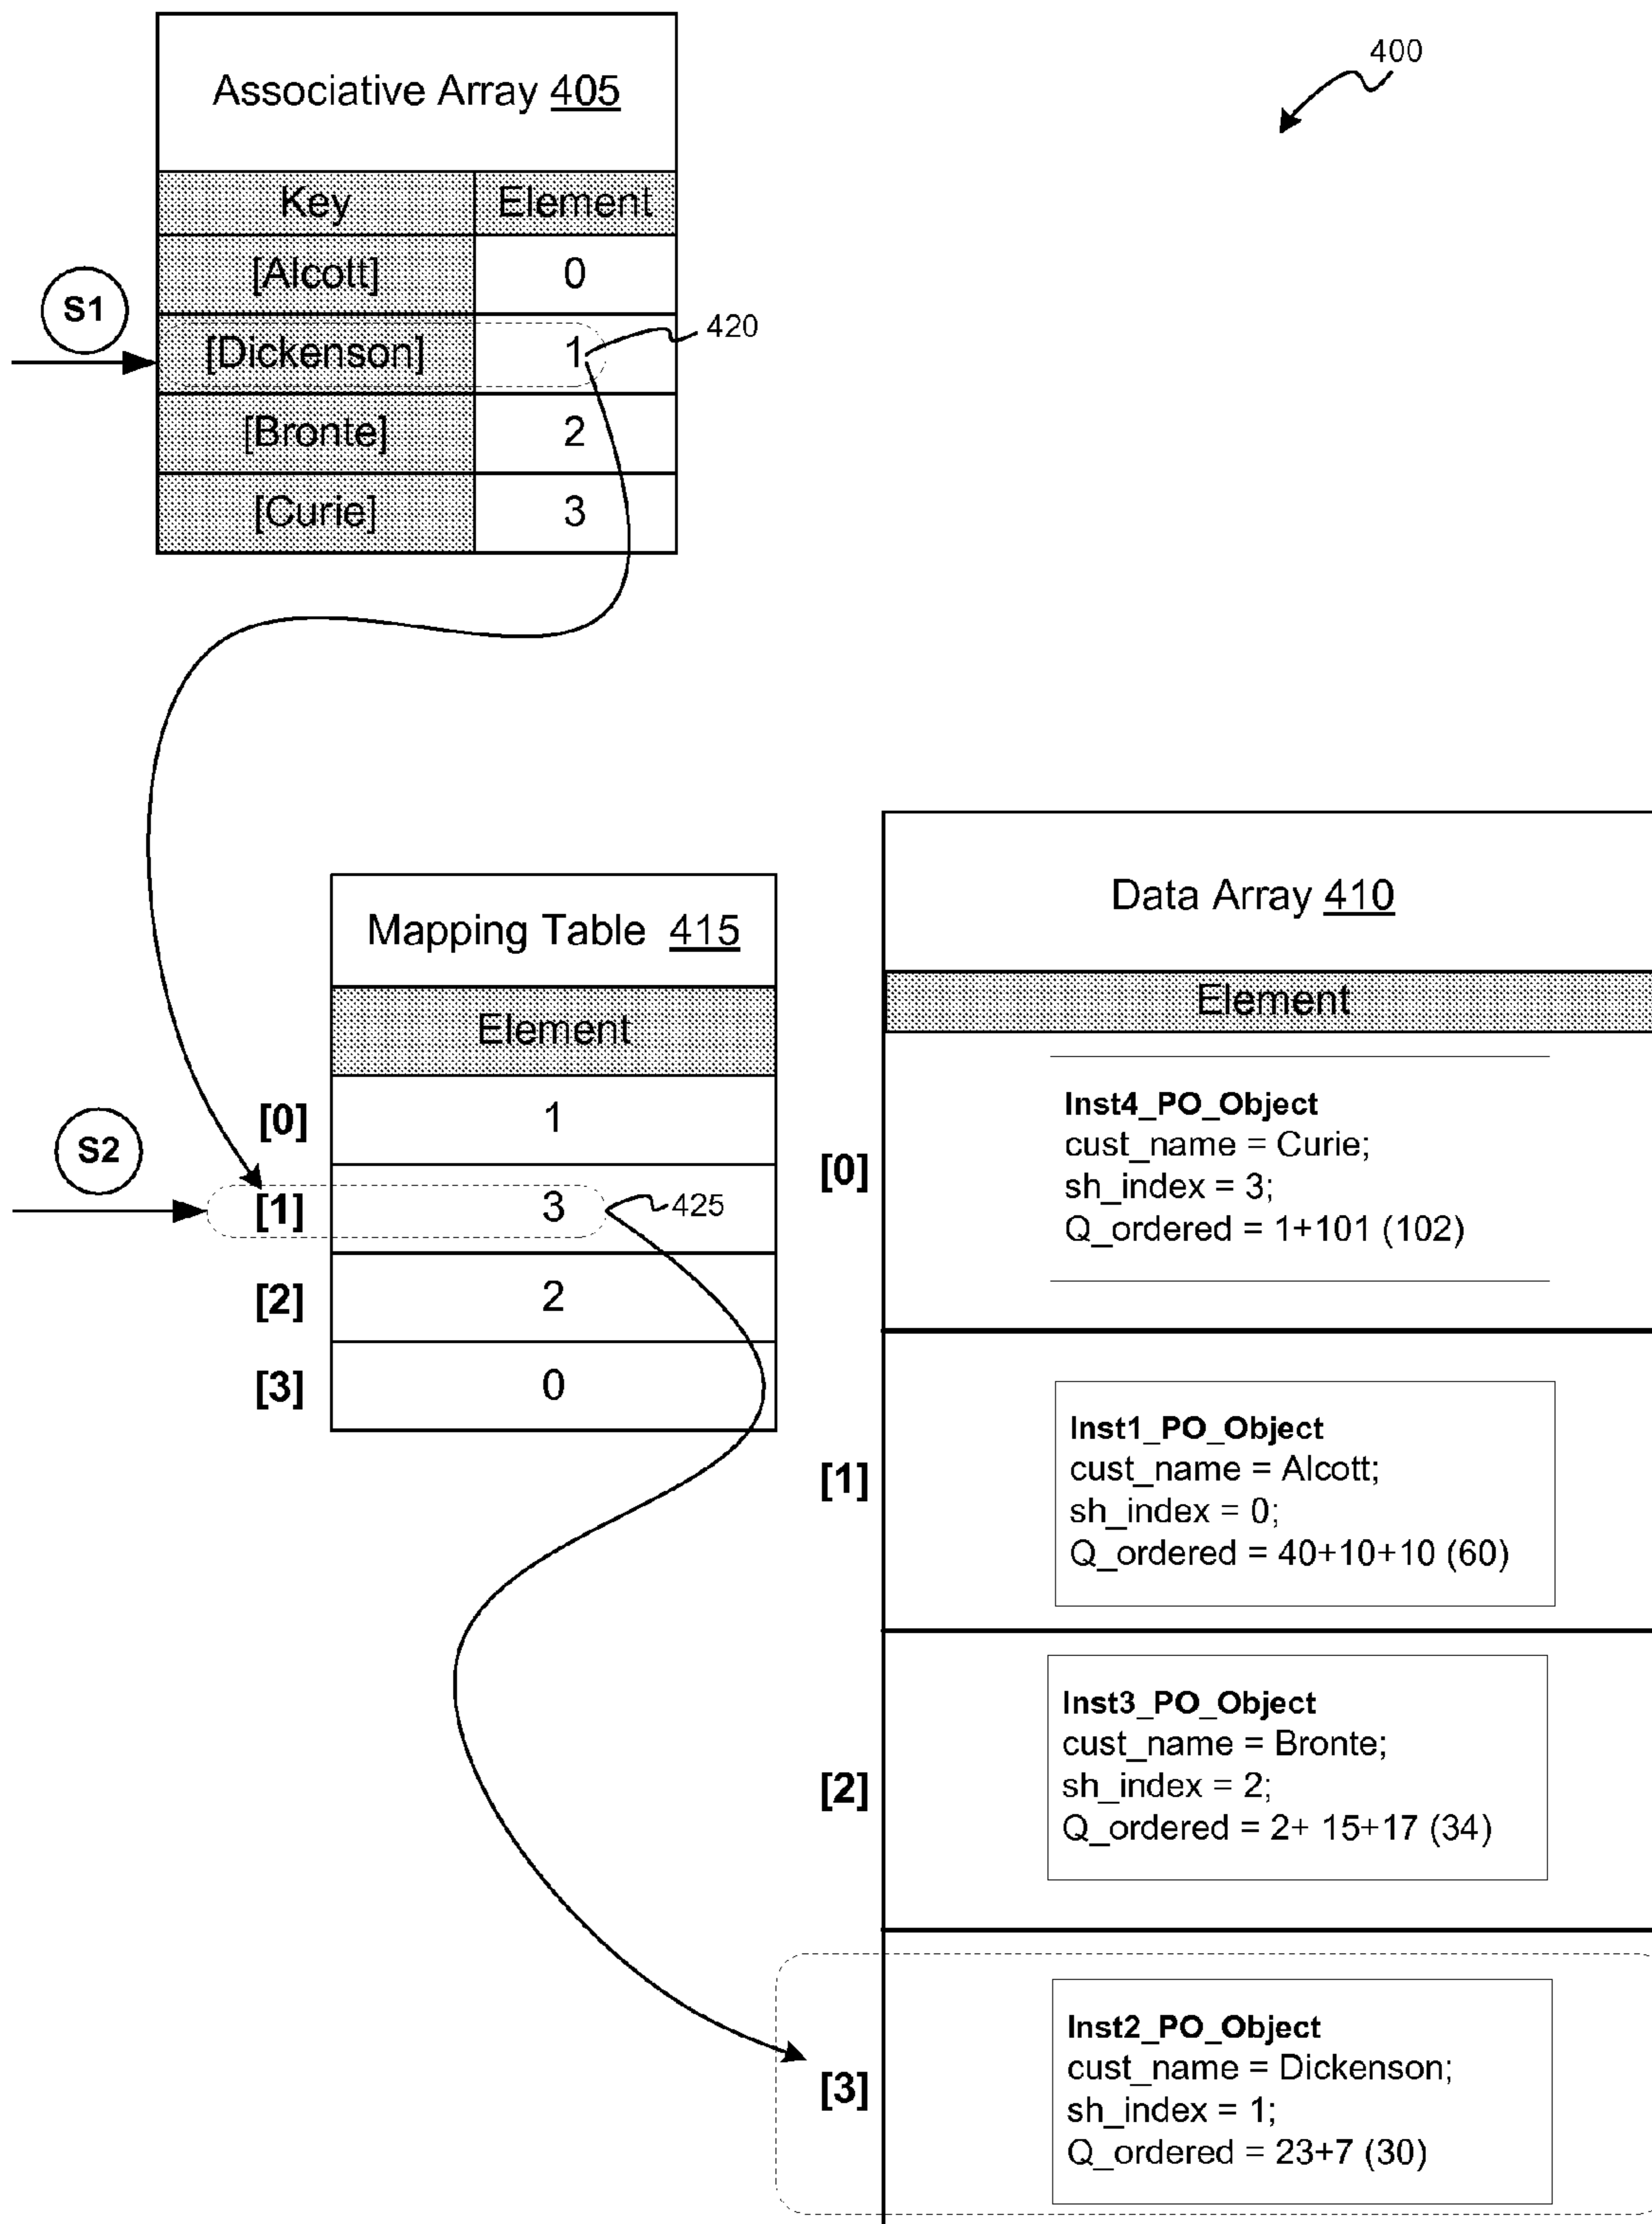 400
Associative Array 405
Key Element
[Alcott] 0
S1
[Dickenson] 1
420
[Bronte] 2
[Curie] 3
Mapping Table 415
Element
[0] 1
S2
[1] 3
425
[2] 2
[3] 0
Data Array 410
Element
[0]
Inst4_PO_Object
cust_name = Curie;
sh_index = 3;
Q_ordered = 1+101 (102)
[1]
Inst1_PO_Object
cust_name = Alcott;
sh_index = 0;
Q_ordered = 40+10+10 (60)
[2]
Inst3_PO_Object
cust_name = Bronte;
sh_index = 2;
Q_ordered = 2+ 15+17 (34)
[3]
Inst2_PO_Object
cust_name = Dickenson;
sh_index = 1;
Q_ordered = 23+7 (30)